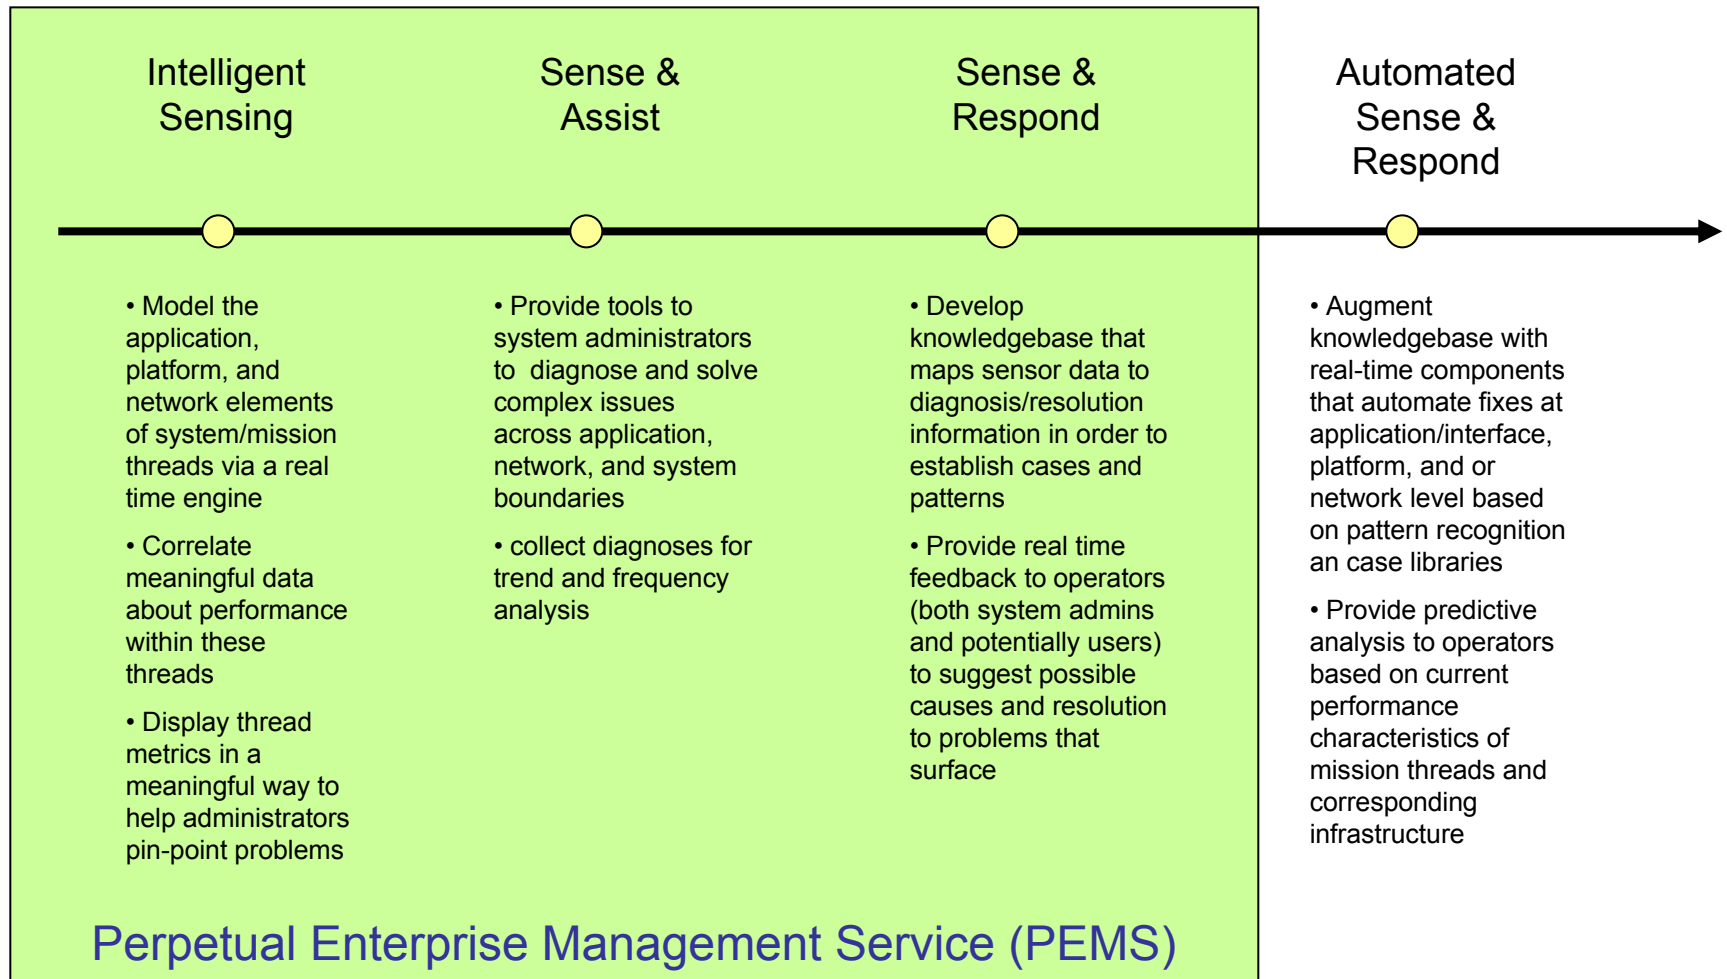 Intelligent
Sensing
Sense &
Assist
Sense &
Respond
Automated
Sense &
Respond
• Model the
application,
platform, and
network elements
of system/mission
threads via a real
time engine
• Correlate
meaningful data
about performance
within these
threads
• Display thread
metrics in a
meaningful way to
help administrators
pin-point problems
• Provide tools to
system administrators
to  diagnose and solve
complex issues
across application,
network, and system
boundaries
• collect diagnoses for
trend and frequency
analysis
• Develop
knowledgebase that
maps sensor data to
diagnosis/resolution
information in order to
establish cases and
patterns
• Provide real time
feedback to operators
(both system admins
and potentially users)
to suggest possible
causes and resolution
to problems that
surface
• Augment
knowledgebase with
real-time components
that automate fixes at
application/interface,
platform, and or
network level based
on pattern recognition
an case libraries
• Provide predictive
analysis to operators
based on current
performance
characteristics of
mission threads and
corresponding
infrastructure
Perpetual Enterprise Management Service (PEMS)